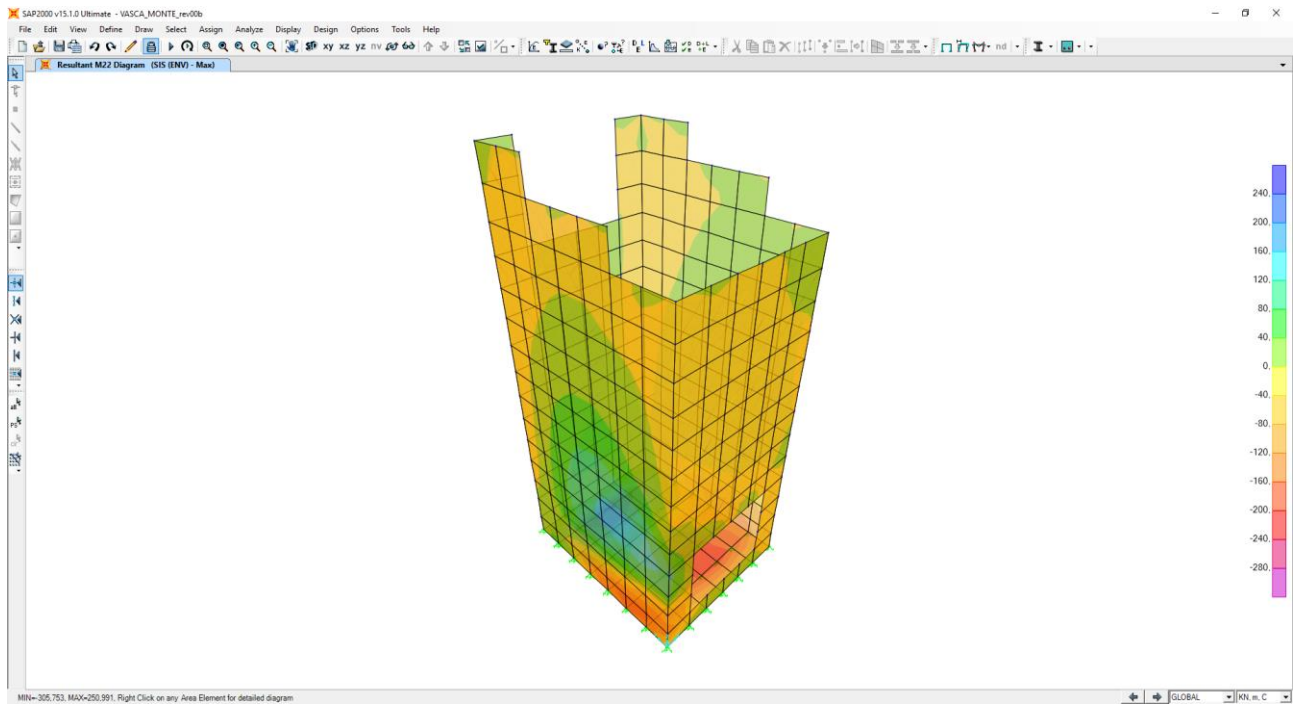 SAP2000 v15.1.0 Ultimate - VASCA_MONTE_rev00b
File Edit View Define Draw Select Assign Analyze Display Design Options Tools Help
xy xz yz nv nd
Resultant M22 Diagram (SIS (ENV) - Max)
240,
200,
160,
120,
80,
40,
0,
-40,
-80,
-120,
-160,
-200,
-240,
-280,
MIN=-305,753, MAX=250,991, Right Click on any Area Element for detailed diagram
GLOBAL
KN, m, C